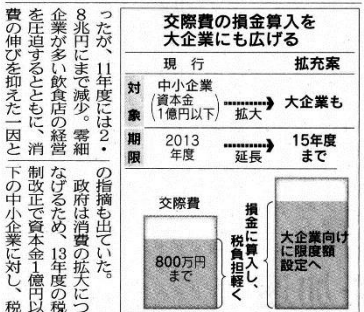 交際費の損金算入を
大企業にも広げる
現行
拡充案
対象
中小企業
(資本金
1億円以下)
拡大
大企業も
期限
2013
年度
延長
15年度
まで
交際費
800万円
まで
損金に算入し、
税負担軽く
大企業向け
に限度額
設定へ
ったが、11年度には2・
8兆円にまで減少。零細
企業が多い飲食店の経営
を圧迫するとともに、消
費の伸びを抑えた一因と
の指摘も出ていた。
政府は消費の拡大につ
なげるため、13年度の税
制改正で資本金1億円以
下の中小企業に対し、税